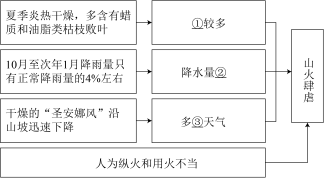 夏季炎热干燥，多含有蜡
质和油脂类枯枝败叶
①较多
10月至次年1月降雨量只
有正常降雨量的4%左右
降水量②
干燥的“圣安娜风”沿
山坡迅速下降
多③天气
人为纵火和用火不当
山火肆虐